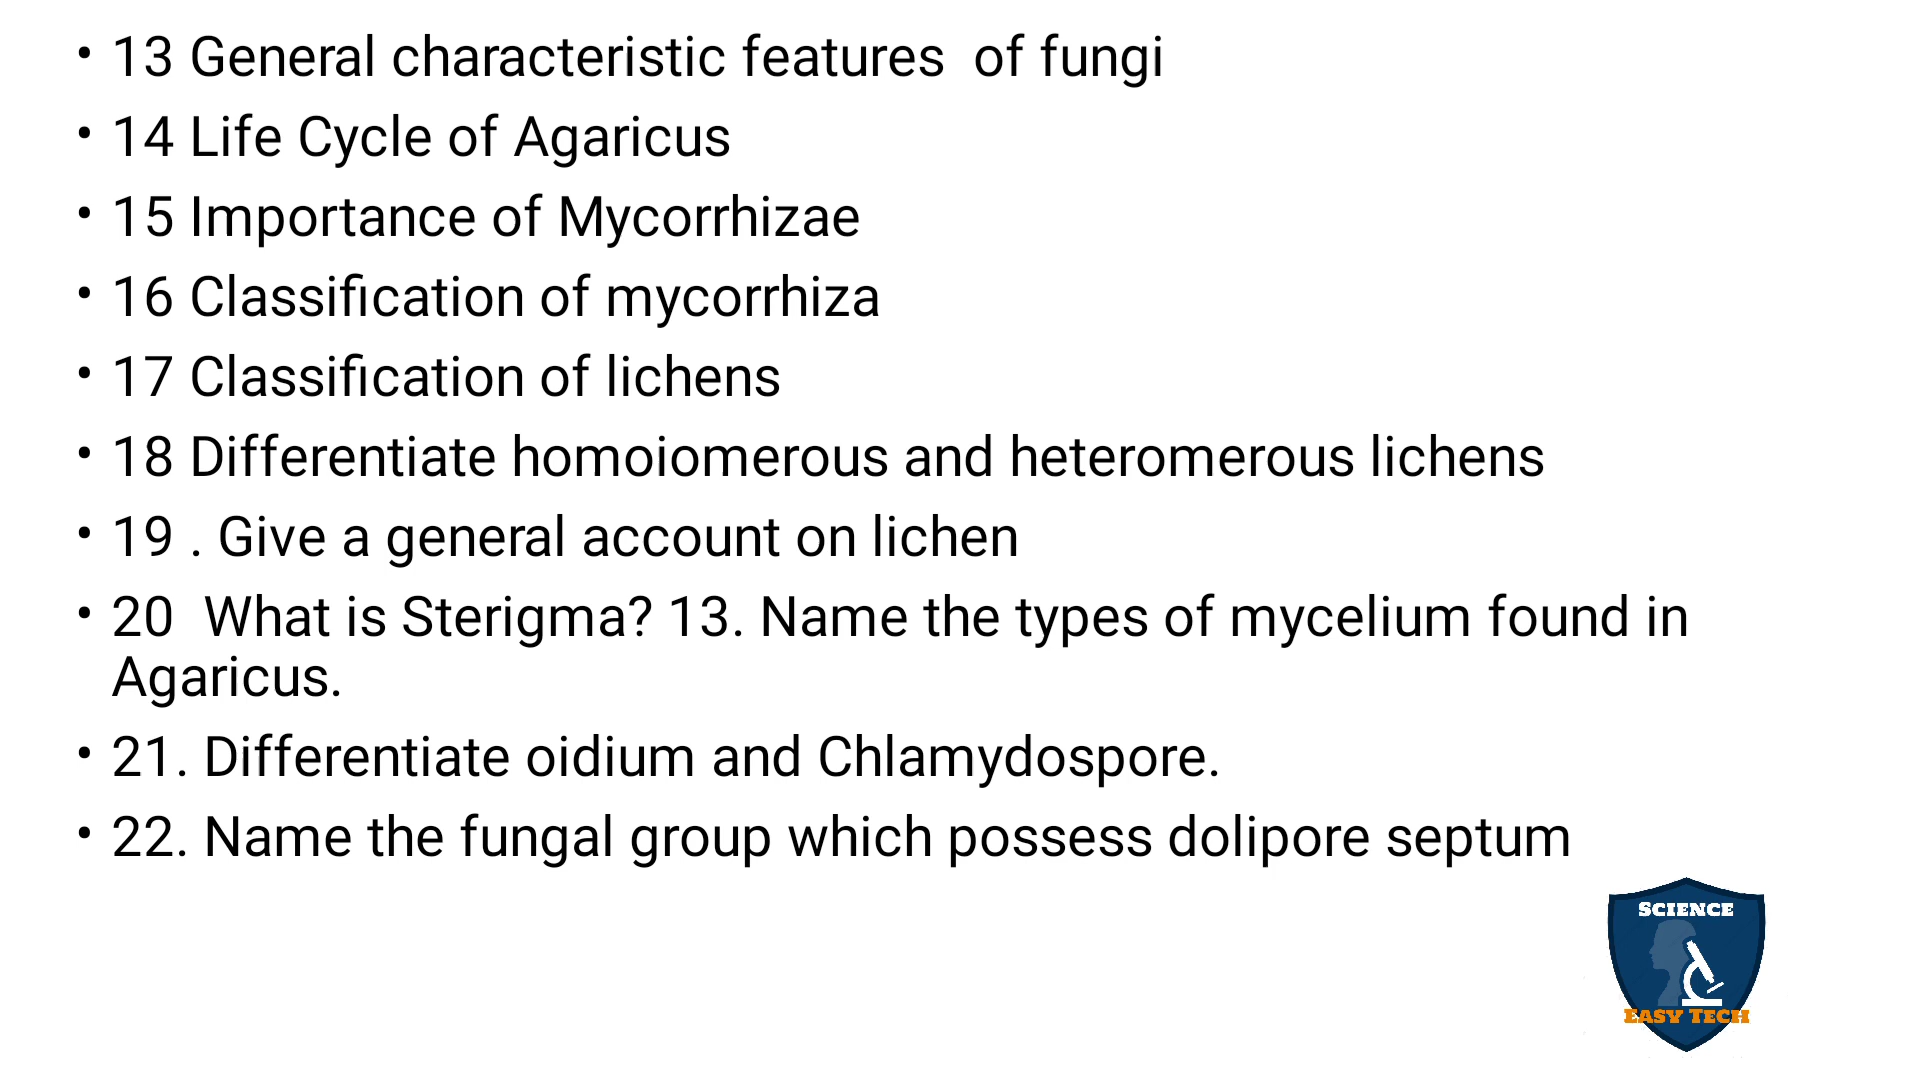 • 13 General characteristic features  of fungi
• 14 Life Cycle of Agaricus
• 15 Importance of Mycorrhizae
• 16 Classification of mycorrhiza
• 17 Classification of lichens
• 18 Differentiate homoiomerous and heteromerous lichens
• 19 . Give a general account on lichen
• 20  What is Sterigma? 13. Name the types of mycelium found in
Agaricus.
• 21. Differentiate oidium and Chlamydospore.
• 22. Name the fungal group which possess dolipore septum
SCIENCE
EASY TECH